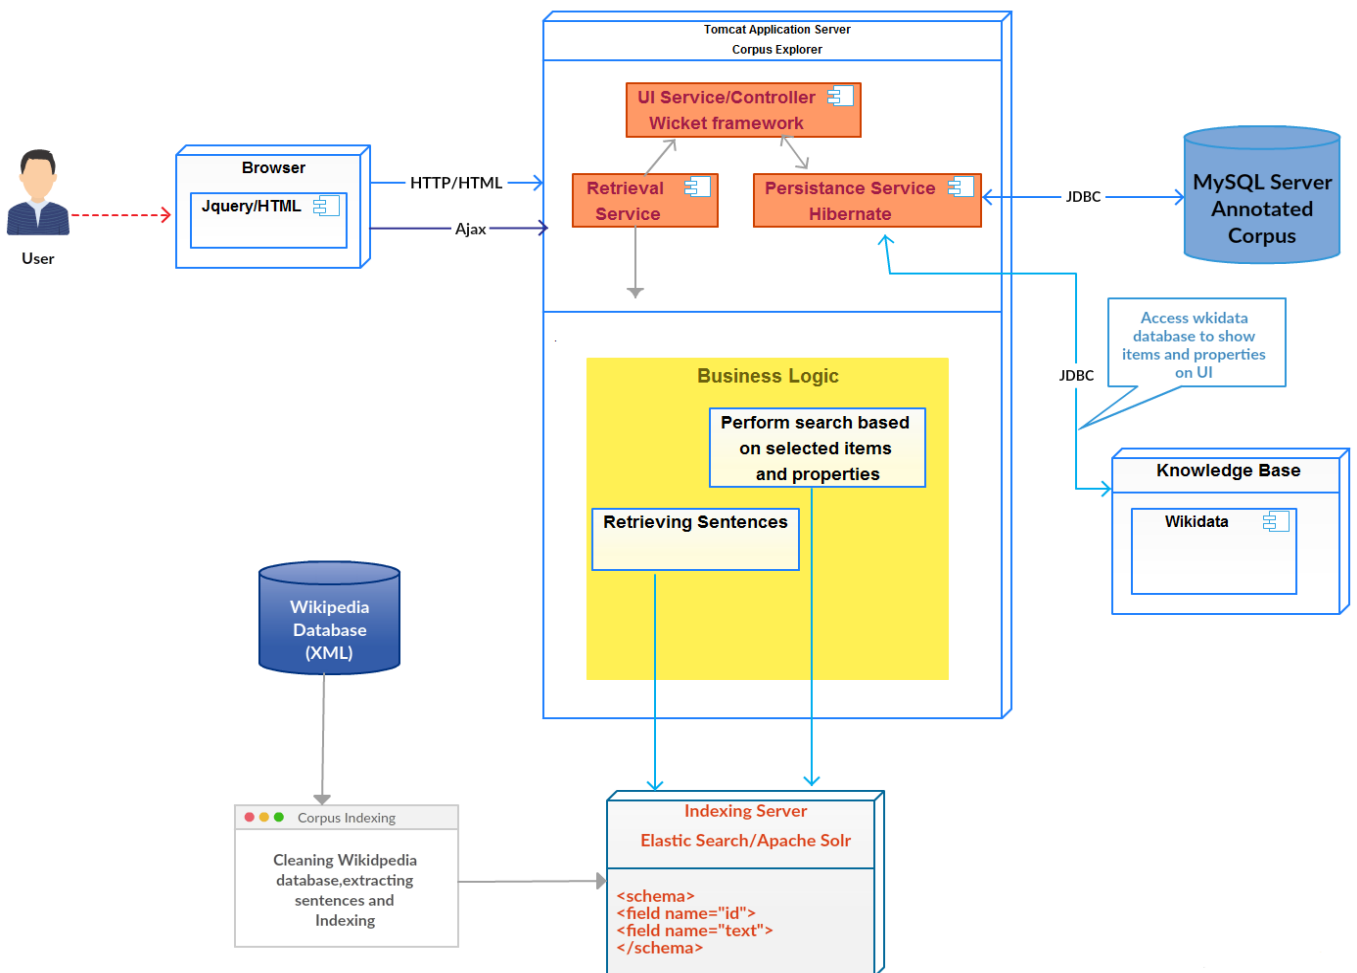 Tomcat Application Server
Corpus Explorer
UI Service/Controller
Wicket framework
Retrieval
Service
Persistance Service
Hibernate
Browser
Jquery/HTML
HTTP/HTML
Ajax
User
JDBC
MySQL Server
Annotated
Corpus
Access wkidata
database to show
items and properties
on UI
JDBC
Business Logic
Perform search based
on selected items
and properties
Retrieving Sentences
Knowledge Base
Wikidata
Wikipedia
Database
(XML)
Corpus Indexing
Cleaning Wikidpedia
database,extracting
sentences and
Indexing
Indexing Server
Elastic Search/Apache Solr
<schema>
<field name="id">
<field name="text">
</schema>